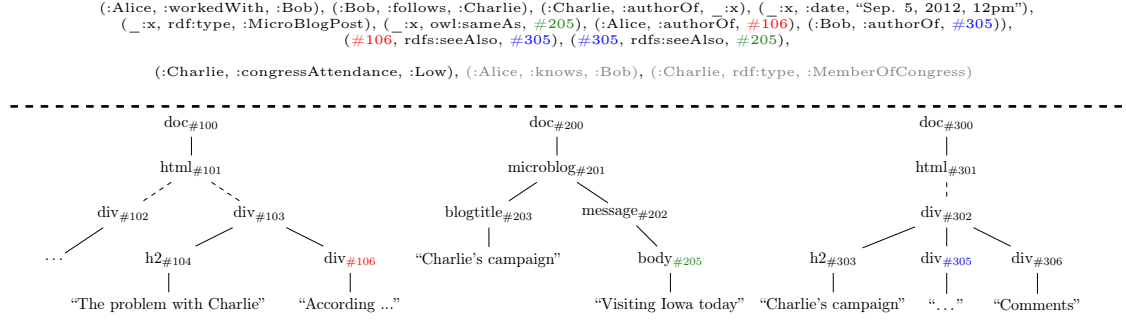 (:Alice, :workedWith, :Bob), (:Bob, :follows, :Charlie), (:Charlie, :authorOf, _:x), (_:x, :date, “Sep. 5, 2012, 12pm”),
(_:x, rdf:type, :MicroBlogPost), (_:x, owl:sameAs, #205), (:Alice, :authorOf, #106), (:Bob, :authorOf, #305)),
(#106, rdfs:seeAlso, #305), (#305, rdfs:seeAlso, #205),
(:Charlie, :congressAttendance, :Low), (:Alice, :knows, :Bob), (:Charlie, rdf:type, :MemberOfCongress)
doc#100 doc#200 doc#300
html#101 microblog#201 html#301
div#102 div#103 blogtitle#203 message#202 div#302
... h2#104 div#106 “Charlie’s campaign” body#205 h2#303 div#305 div#306
“The problem with Charlie” “According ...” “Visiting Iowa today” “Charlie’s campaign” “...” “Comments”